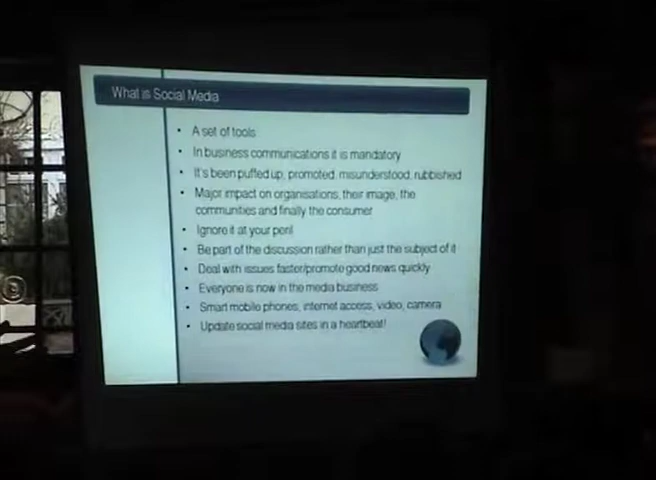 What is Social Media
• A set of tools
• In business communications it is mandatory
• It's been puffed up, promoted, misunderstood, rubbished
• Major impact on organisations, their image, the
communities and finally the consumer
• Ignore it at your peril
• Be part of the discussion rather than just the subject of it
• Deal with issues faster/promote good news quickly
• Everyone is now in the media business
• Smart mobile phones, internet access, video, camera
• Update social media sites in a heartbeat!